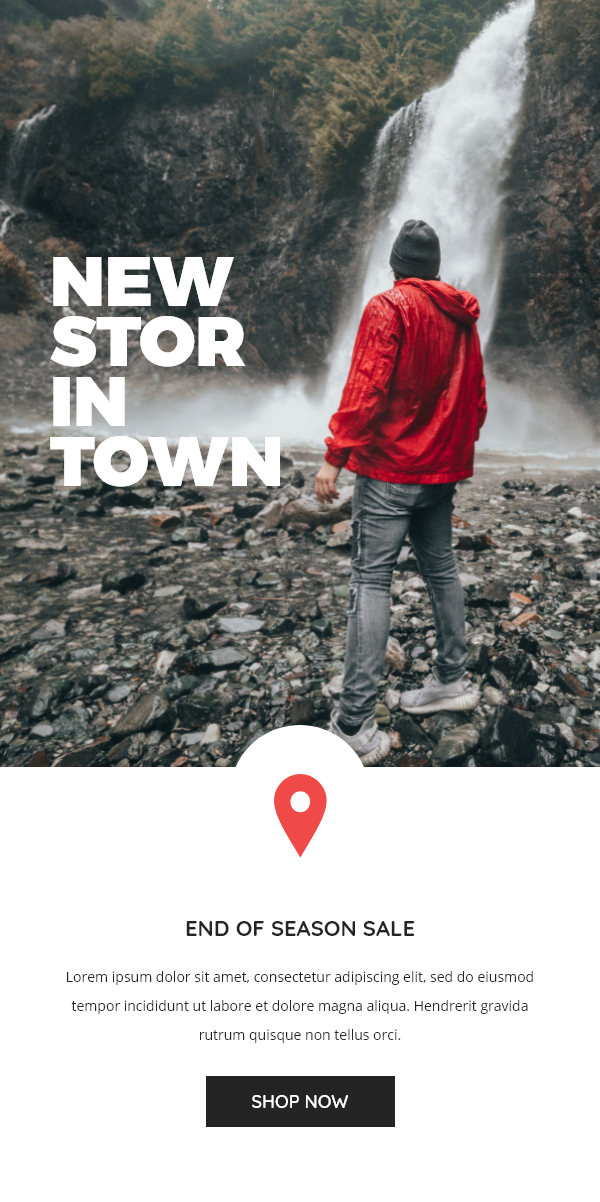 NEW
STOR
IN
TOWN
END OF SEASON SALE
Lorem ipsum dolor sit amet, consectetur adipiscing elit, sed do eiusmod
tempor incididunt ut labore et dolore magna aliqua. Hendrerit gravida
rutrum quisque non tellus orci.
SHOP NOW